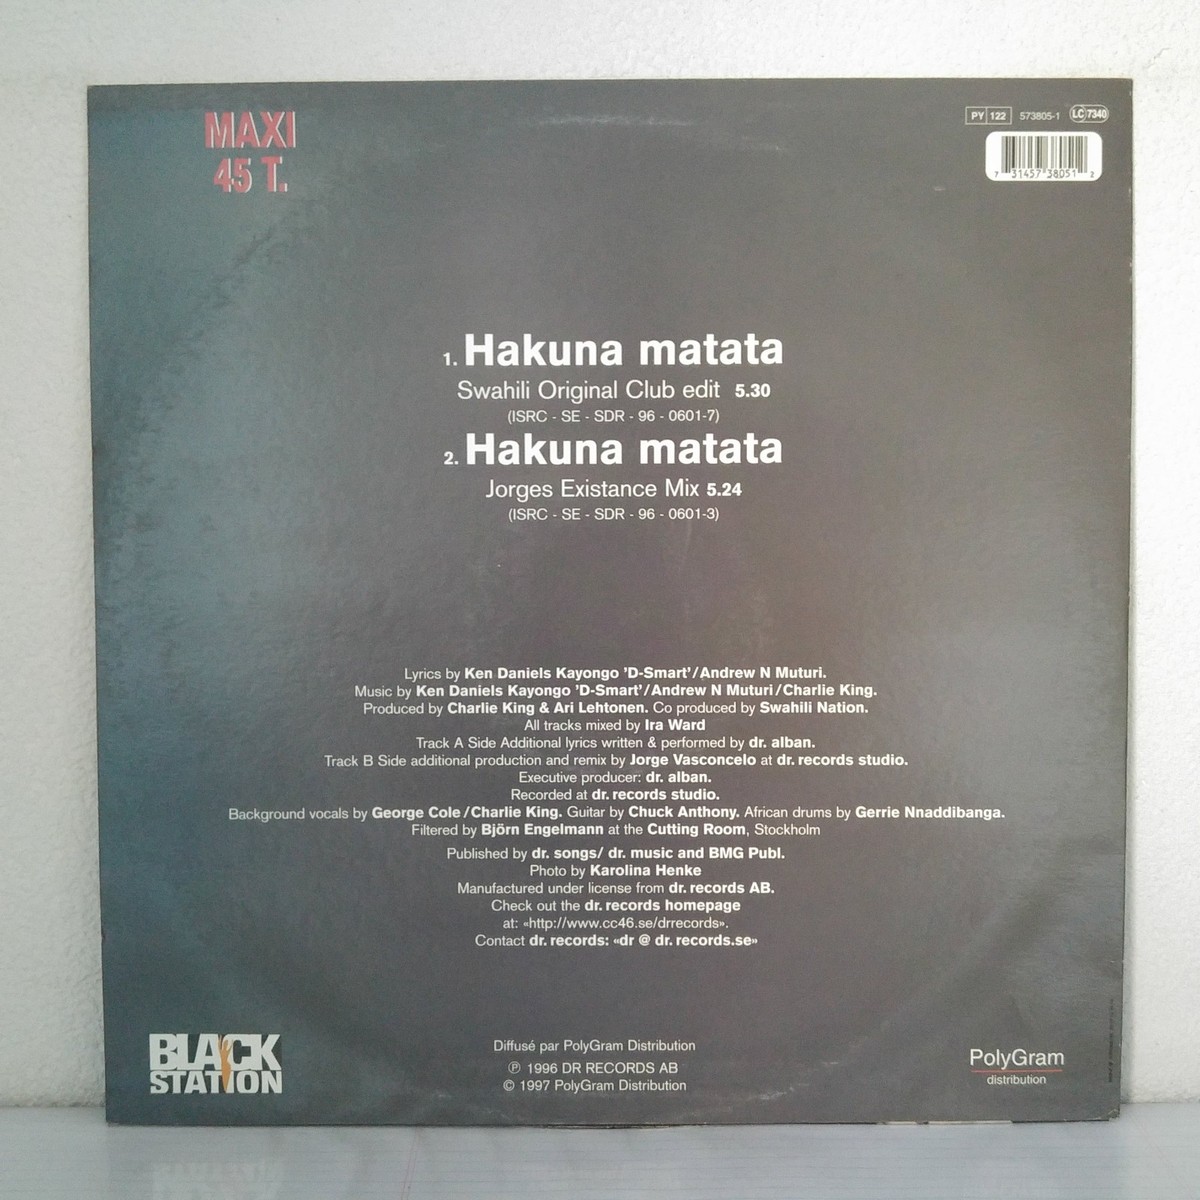 MAXI
45 T.
PY 122 573805-1 LC 7340
7 31457 38051 2
1. Hakuna matata
Swahili Original Club edit 5.30
(ISRC - SE - SDR - 96 - 0601-7)
2. Hakuna matata
Jorges Existance Mix 5.24
(ISRC - SE - SDR - 96 - 0601-3)
Lyrics by Ken Daniels Kayongo 'D-Smart'/Andrew N Muturi.
Music by Ken Daniels Kayongo 'D-Smart'/Andrew N Muturi/Charlie King.
Produced by Charlie King & Ari Lehtonen. Co produced by Swahili Nation.
All tracks mixed by Ira Ward
Track A Side Additional lyrics written & performed by dr. alban.
Track B Side additional production and remix by Jorge Vasconcelo at dr. records studio.
Executive producer: dr. alban.
Recorded at dr. records studio.
Background vocals by George Cole/Charlie King. Guitar by Chuck Anthony. African drums by Gerrie Nnaddibanga.
Filtered by Björn Engelmann at the Cutting Room, Stockholm
Published by dr. songs/ dr. music and BMG Publ.
Photo by Karolina Henke
Manufactured under license from dr. records AB.
Check out the dr. records homepage
at: «http://www.cc46.se/drrecords».
Contact dr. records: «dr @ dr. records.se»
BLACK
STATION
Diffusé par PolyGram Distribution
℗ 1996 DR RECORDS AB
© 1997 PolyGram Distribution
PolyGram
distribution